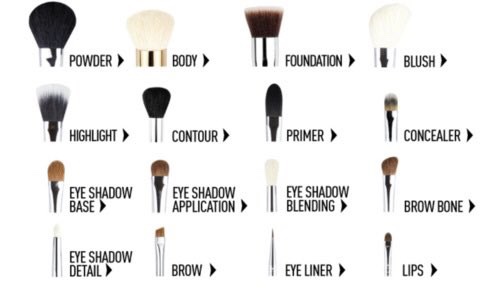 POWDER
BODY
FOUNDATION
BLUSH
HIGHLIGHT
CONTOUR
PRIMER
CONCEALER
EYE SHADOW
BASE
EYE SHADOW
APPLICATION
EYE SHADOW
BLENDING
BROW BONE
EYE SHADOW
DETAIL
BROW
EYE LINER
LIPS